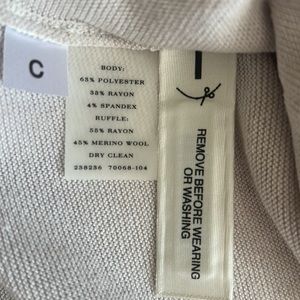 C
BODY:
63% POLYESTER
33% RAYON
4% SPANDEX
RUFFLE:
55% RAYON
45% MERINO WOOL
DRY CLEAN
238236 70068-104
REMOVE BEFORE WEARING
OR WASHING